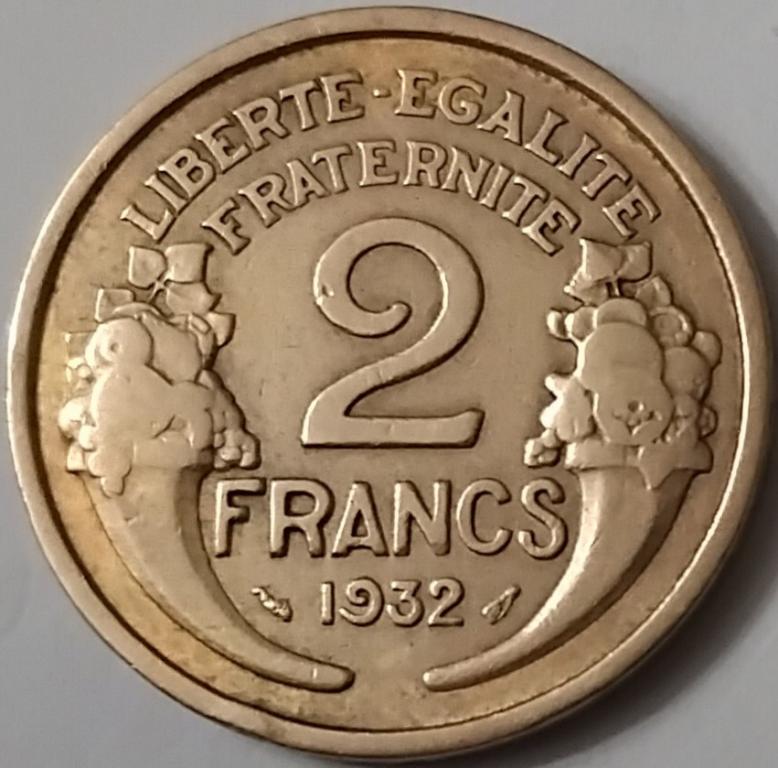 LIBERTE-EGALITE
FRATERNITE
2
FRANCS
1932